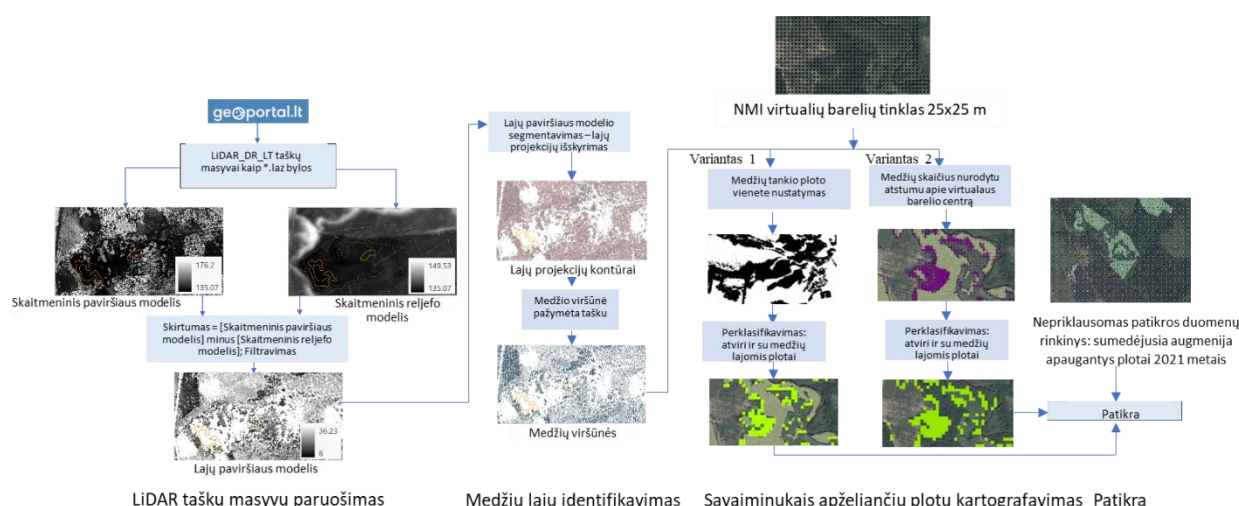 geoportal.lt
LiDAR_DR_LT taškų
masyvai kaip *.laz bylos
176.2
135.07
Skaitmeninis paviršiaus modelis
149.53
135.07
Skaitmeninis reljefo
modelis
Skirtumas = [Skaitmeninis paviršiaus
modelis] minus [Skaitmeninis reljefo
modelis]; Filtravimas
36.23
6
Lajų paviršiaus modelis
LiDAR taškų masyvų paruošimas
Lajų paviršiaus modelio
segmentavimas – lajų
projekcijų išskyrimas
Lajų projekcijų kontūrai
Medžio viršūnė
pažymėta tašku
Medžių viršūnės
Medžių lajų identifikavimas
NMI virtualių barelių tinklas 25x25 m
Variantas 1
Medžių tankio ploto
vienete nustatymas
Perklasifikavimas:
atviri ir su medžių
lajomis plotai
Variantas 2
Medžių skaičius nurodytu
atstumu apie virtualaus
barelio centrą
Perklasifikavimas:
atviri ir su medžių
lajomis plotai
Savaiminukais apželiančių plotų kartografavimas
Nepriklausomas patikros duomenų
rinkinys: sumedėjusia augmenija
apaugantys plotai 2021 metais
Patikra
Patikra